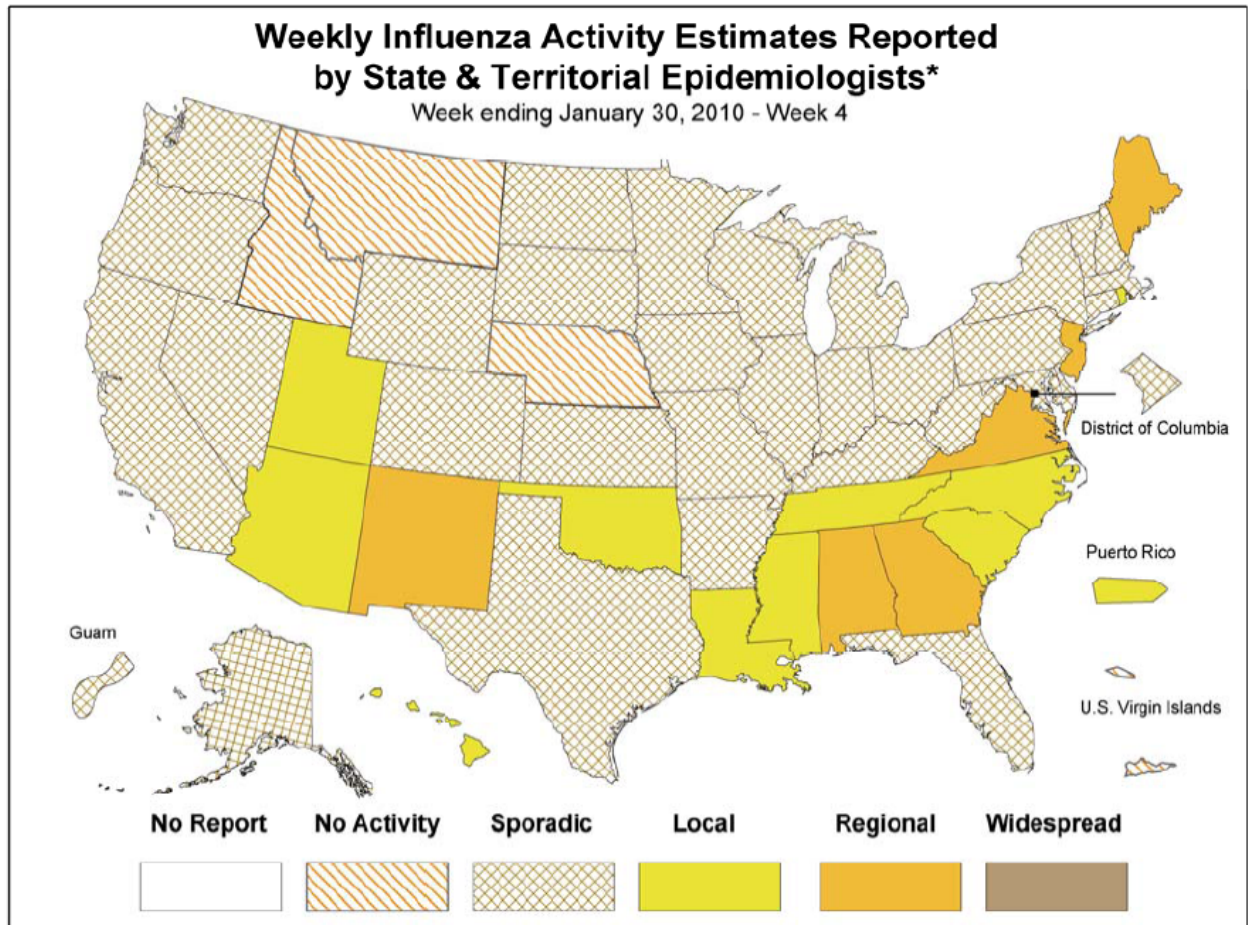 Weekly Influenza Activity Estimates Reported
by State & Territorial Epidemiologists*
Week ending January 30, 2010 - Week 4
District of Columbia
Puerto Rico
Guam
U.S. Virgin Islands
No Report No Activity Sporadic Local Regional Widespread